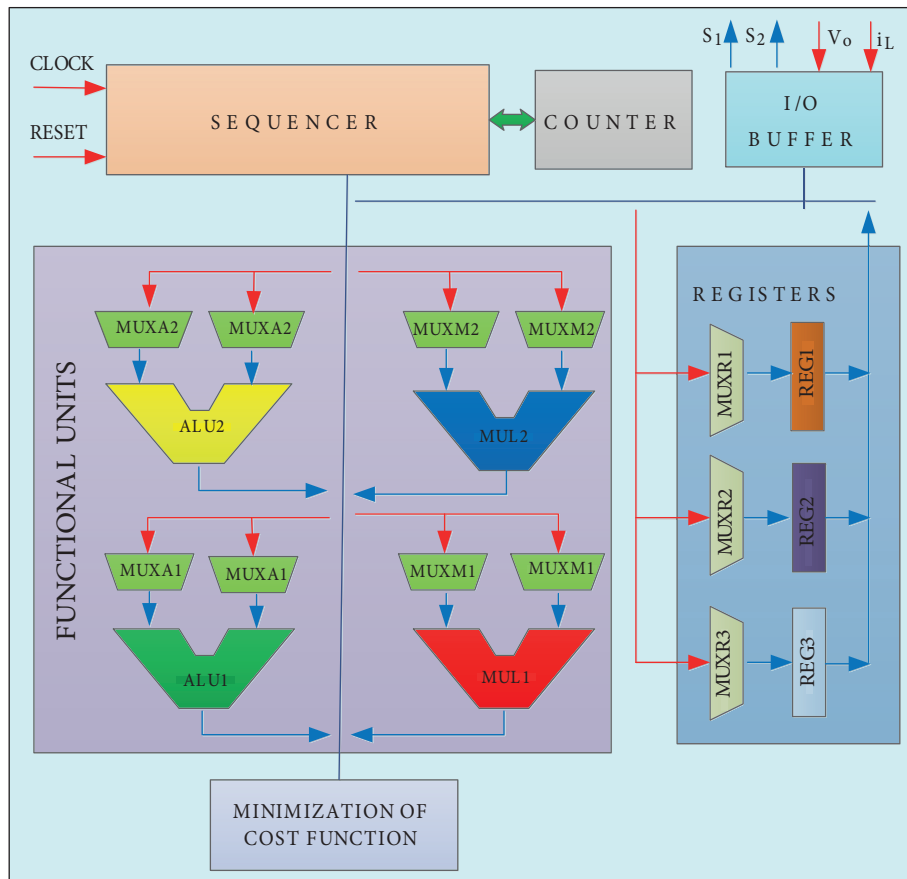 CLOCK
RESET
SEQUENCER
COUNTER
S1
S2
Vo
iL
I/O
BUFFER
FUNCTIONAL UNITS
MUXA2
MUXA2
MUXM2
MUXM2
ALU2
MUL2
MUXA1
MUXA1
MUXM1
MUXM1
ALU1
MUL1
REGISTERS
MUXR1
REG1
MUXR2
REG2
MUXR3
REG3
MINIMIZATION OF
COST FUNCTION